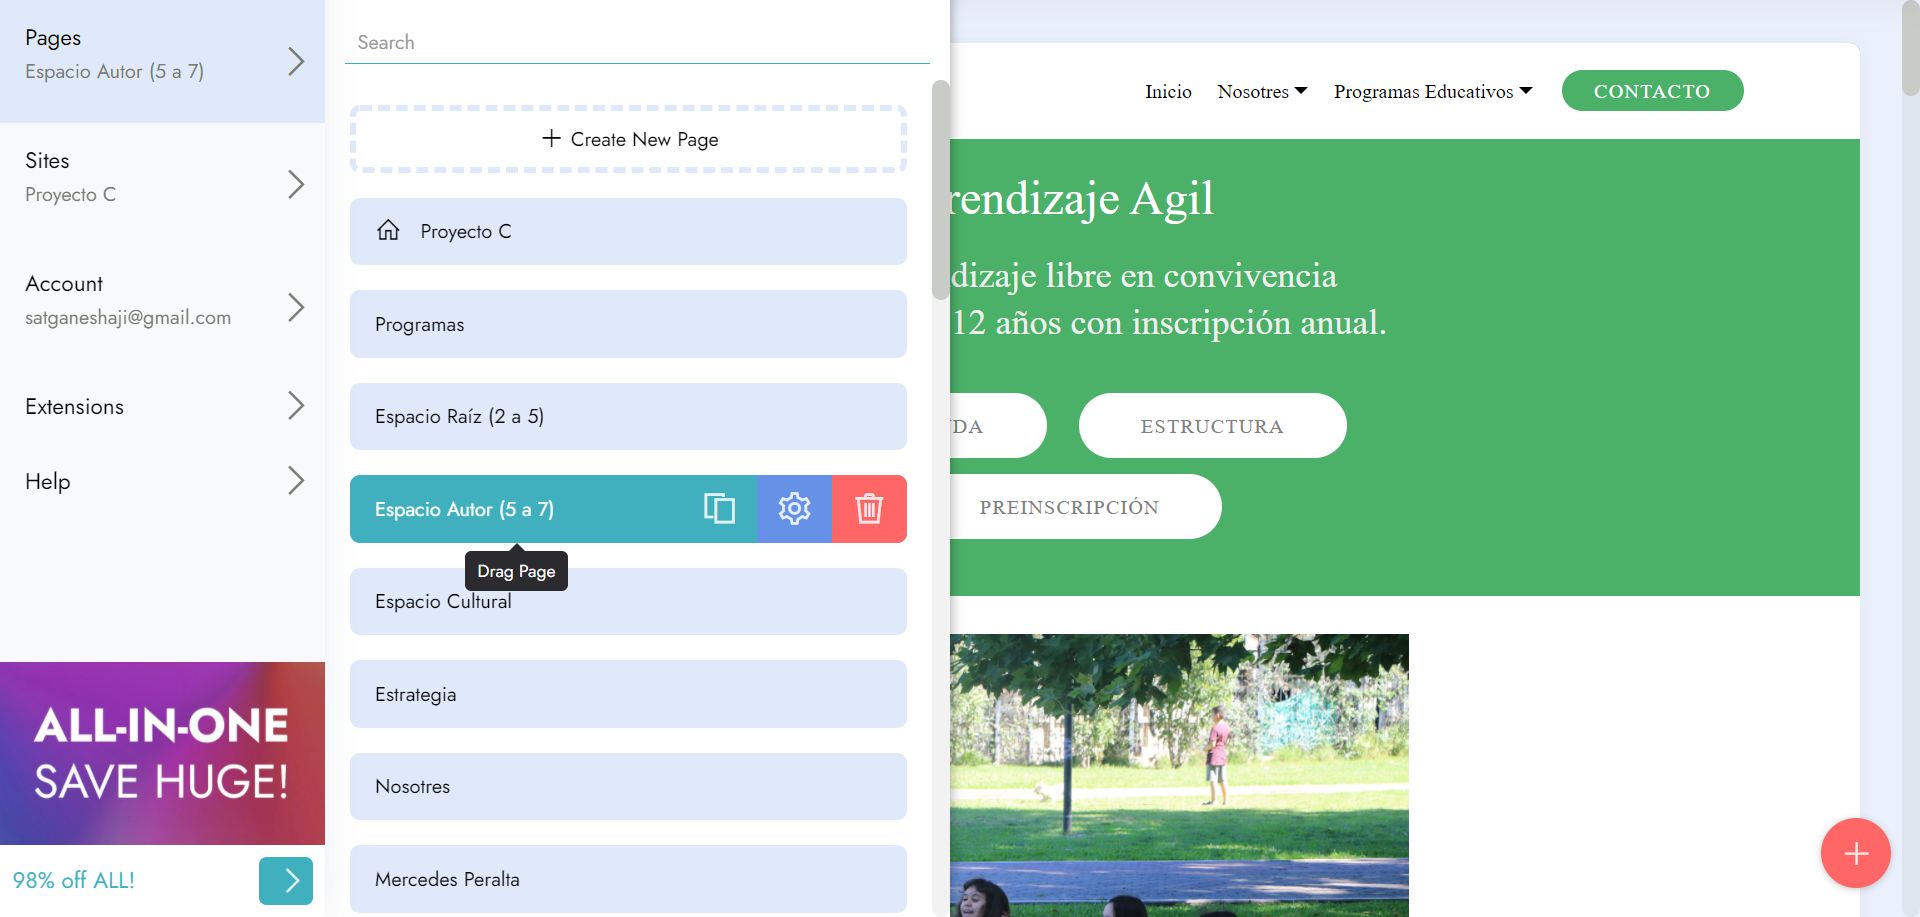 Pages
Espacio Autor (5 a 7)
Sites
Proyecto C
Account
satganeshaji@gmail.com
Extensions
Help
ALL-IN-ONE
SAVE HUGE!
98% off ALL!
Search
Create New Page
Proyecto C
Programas
Espacio Raíz (2 a 5)
Espacio Autor (5 a 7)
Drag Page
Espacio Cultural
Estrategia
Nosotres
Mercedes Peralta
Inicio
Nosotres
Programas Educativos
CONTACTO
rendizaje Agil
dizaje libre en convivencia
12 años con inscripción anual.
DA
ESTRUCTURA
PREINSCRIPCIÓN